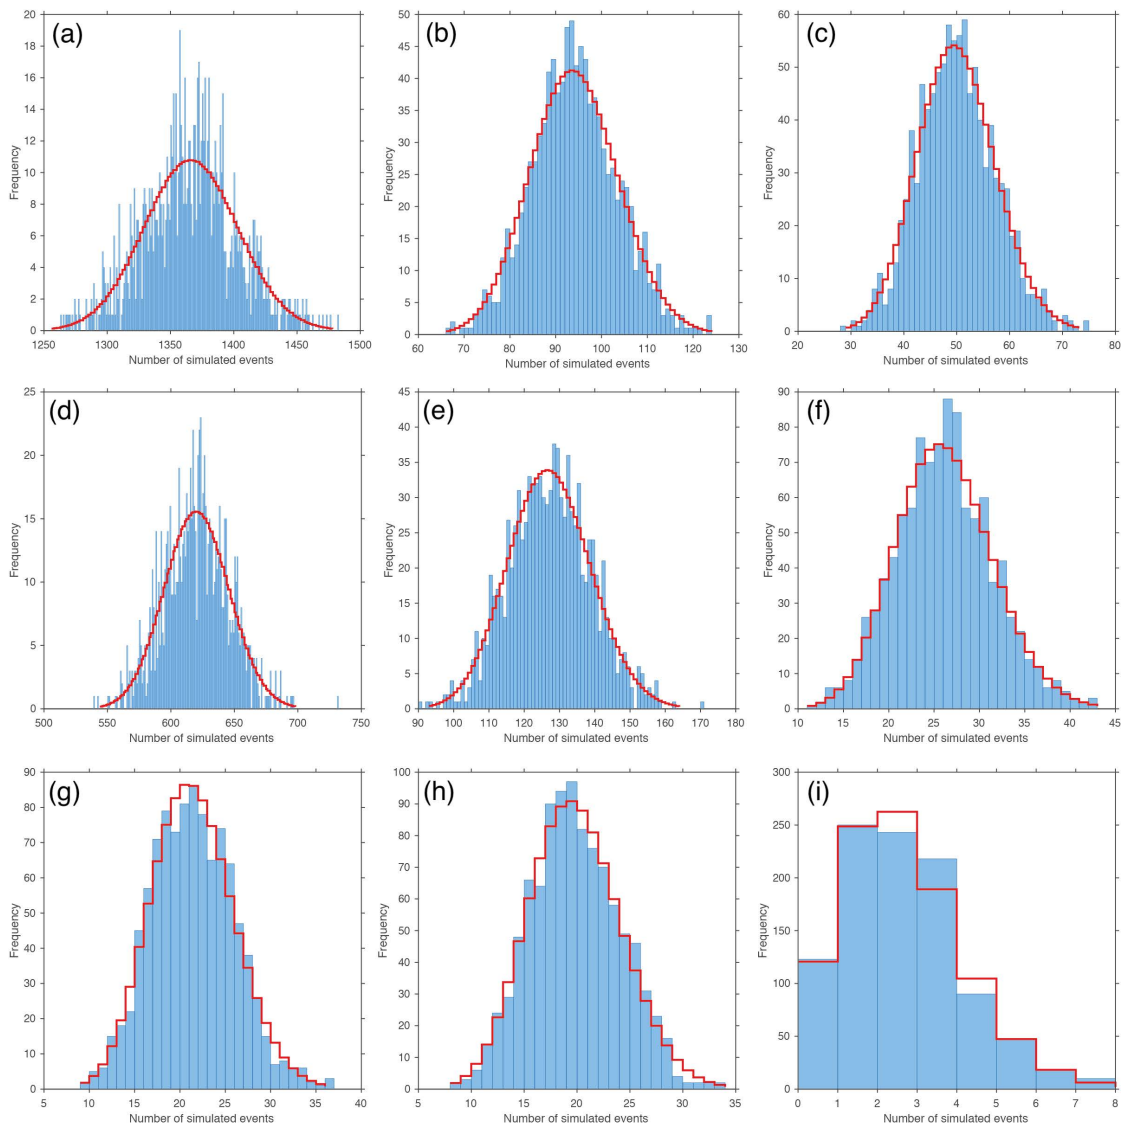 (a)
20
18
16
14
12
10
8
6
4
2
0
Frequency
1250 1300 1350 1400 1450 1500
Number of simulated events
(b)
50
45
40
35
30
25
20
15
10
5
0
Frequency
60 70 80 90 100 110 120 130
Number of simulated events
(c)
60
50
40
30
20
10
0
Frequency
20 30 40 50 60 70 80
Number of simulated events
(d)
25
20
15
10
5
0
Frequency
500 550 600 650 700 750
Number of simulated events
(e)
45
40
35
30
25
20
15
10
5
0
Frequency
90 100 110 120 130 140 150 160 170 180
Number of simulated events
(f)
90
80
70
60
50
40
30
20
10
0
Frequency
10 15 20 25 30 35 40 45
Number of simulated events
(g)
90
80
70
60
50
40
30
20
10
0
Frequency
5 10 15 20 25 30 35 40
Number of simulated events
(h)
100
90
80
70
60
50
40
30
20
10
0
Frequency
5 10 15 20 25 30 35
Number of simulated events
(i)
300
250
200
150
100
50
0
Frequency
0 1 2 3 4 5 6 7 8
Number of simulated events